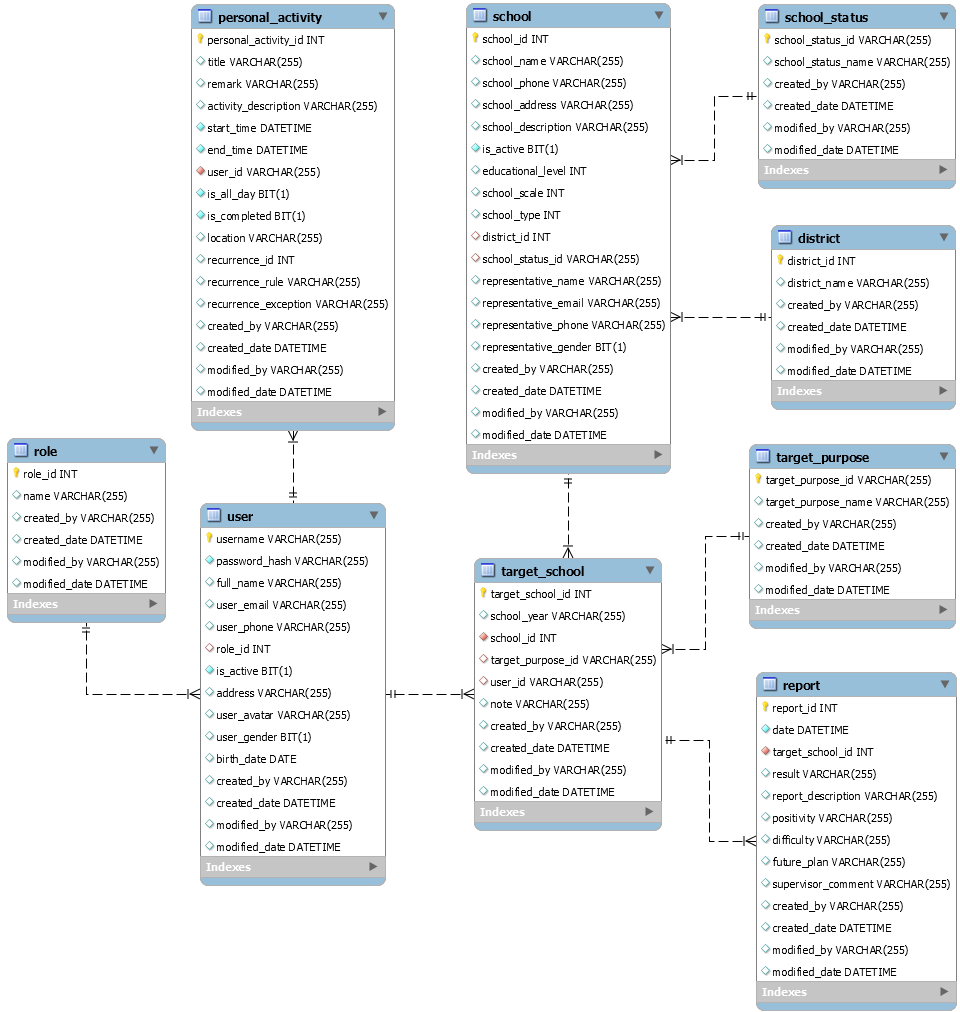 personal_activity
personal_activity_id INT
title VARCHAR(255)
remark VARCHAR(255)
activity_description VARCHAR(255)
start_time DATETIME
end_time DATETIME
user_id VARCHAR(255)
is_all_day BIT(1)
is_completed BIT(1)
location VARCHAR(255)
recurrence_id INT
recurrence_rule VARCHAR(255)
recurrence_exception VARCHAR(255)
created_by VARCHAR(255)
created_date DATETIME
modified_by VARCHAR(255)
modified_date DATETIME
Indexes
school
school_id INT
school_name VARCHAR(255)
school_phone VARCHAR(255)
school_address VARCHAR(255)
school_description VARCHAR(255)
is_active BIT(1)
educational_level INT
school_scale INT
school_type INT
district_id INT
school_status_id VARCHAR(255)
representative_name VARCHAR(255)
representative_email VARCHAR(255)
representative_phone VARCHAR(255)
representative_gender BIT(1)
created_by VARCHAR(255)
created_date DATETIME
modified_by VARCHAR(255)
modified_date DATETIME
Indexes
school_status
school_status_id VARCHAR(255)
school_status_name VARCHAR(255)
created_by VARCHAR(255)
created_date DATETIME
modified_by VARCHAR(255)
modified_date DATETIME
Indexes
district
district_id INT
district_name VARCHAR(255)
created_by VARCHAR(255)
created_date DATETIME
modified_by VARCHAR(255)
modified_date DATETIME
Indexes
role
role_id INT
name VARCHAR(255)
created_by VARCHAR(255)
created_date DATETIME
modified_by VARCHAR(255)
modified_date DATETIME
Indexes
user
username VARCHAR(255)
password_hash VARCHAR(255)
full_name VARCHAR(255)
user_email VARCHAR(255)
user_phone VARCHAR(255)
role_id INT
is_active BIT(1)
address VARCHAR(255)
user_avatar VARCHAR(255)
user_gender BIT(1)
birth_date DATE
created_by VARCHAR(255)
created_date DATETIME
modified_by VARCHAR(255)
modified_date DATETIME
Indexes
target_school
target_school_id INT
school_year VARCHAR(255)
school_id INT
target_purpose_id VARCHAR(255)
user_id VARCHAR(255)
note VARCHAR(255)
created_by VARCHAR(255)
created_date DATETIME
modified_by VARCHAR(255)
modified_date DATETIME
Indexes
target_purpose
target_purpose_id VARCHAR(255)
target_purpose_name VARCHAR(255)
created_by VARCHAR(255)
created_date DATETIME
modified_by VARCHAR(255)
modified_date DATETIME
Indexes
report
report_id INT
date DATETIME
target_school_id INT
result VARCHAR(255)
report_description VARCHAR(255)
positivity VARCHAR(255)
difficulty VARCHAR(255)
future_plan VARCHAR(255)
supervisor_comment VARCHAR(255)
created_by VARCHAR(255)
created_date DATETIME
modified_by VARCHAR(255)
modified_date DATETIME
Indexes